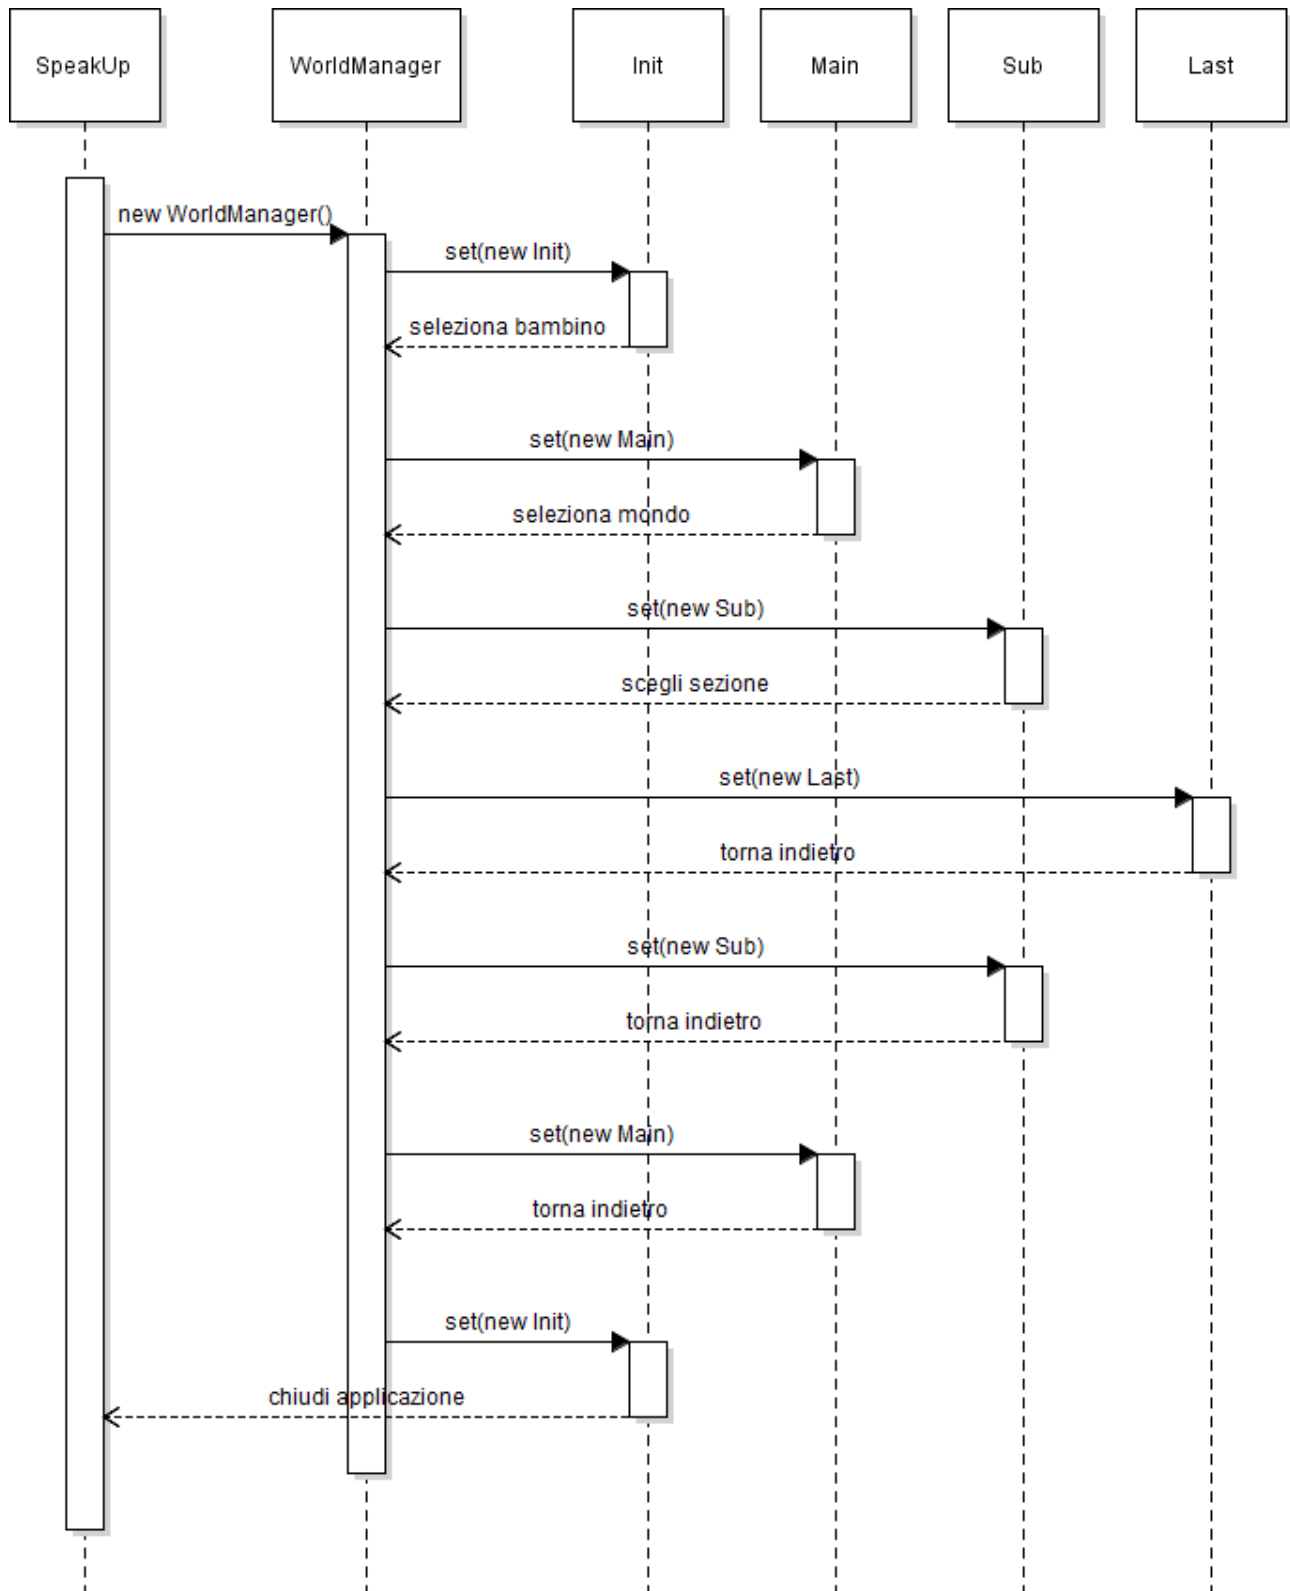 SpeakUp
WorldManager
Init
Main
Sub
Last
new WorldManager()
set(new Init)
seleziona bambino
set(new Main)
seleziona mondo
set(new Sub)
scegli sezione
set(new Last)
torna indietro
set(new Sub)
torna indietro
set(new Main)
torna indietro
set(new Init)
chiudi applicazione